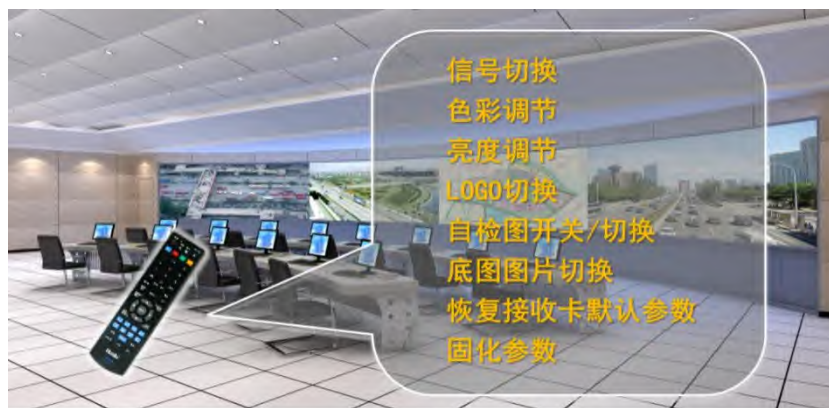 信号切换
色彩调节
亮度调节
LOGO切换
自检图开关/切换
底图图片切换
恢复接收卡默认参数
固化参数